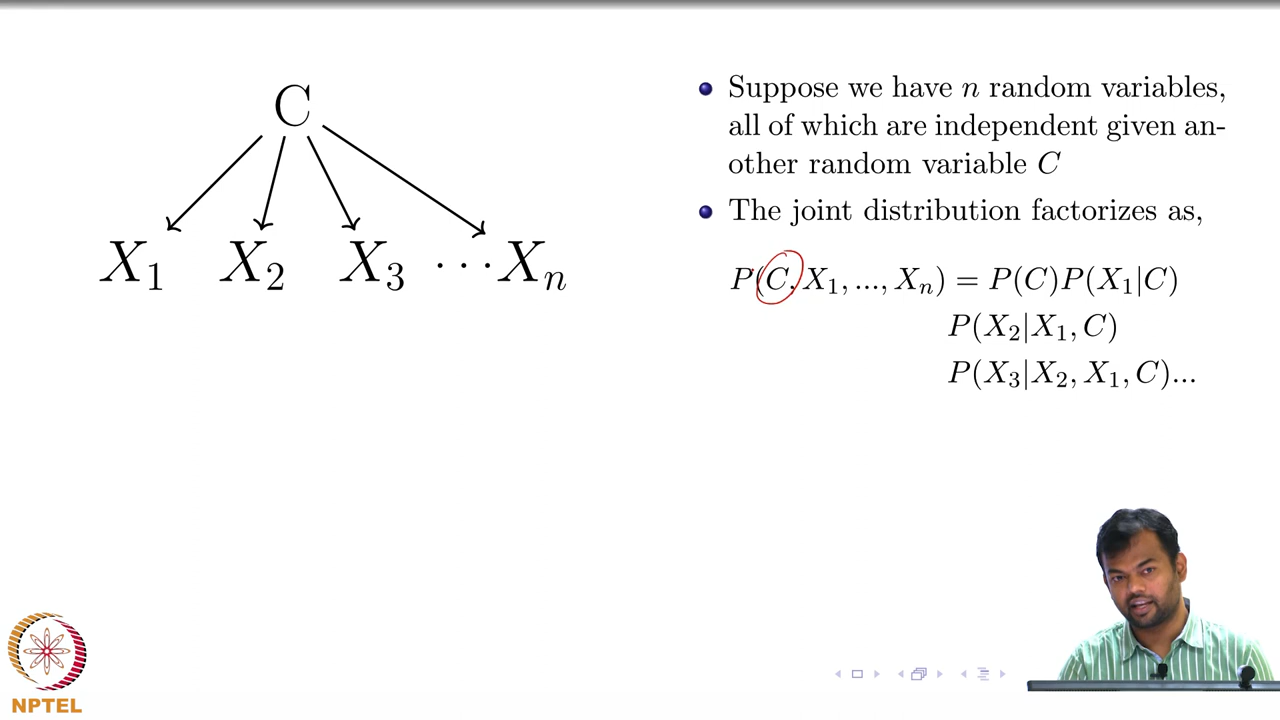 C
X₁ X₂ X₃ ⋯ Xₙ
Suppose we have n random variables,
all of which are independent given an-
other random variable C
The joint distribution factorizes as,
P(C, X₁, ..., Xₙ) = P(C)P(X₁|C)
P(X₂|X₁, C)
P(X₃|X₂, X₁, C)...
NPTEL